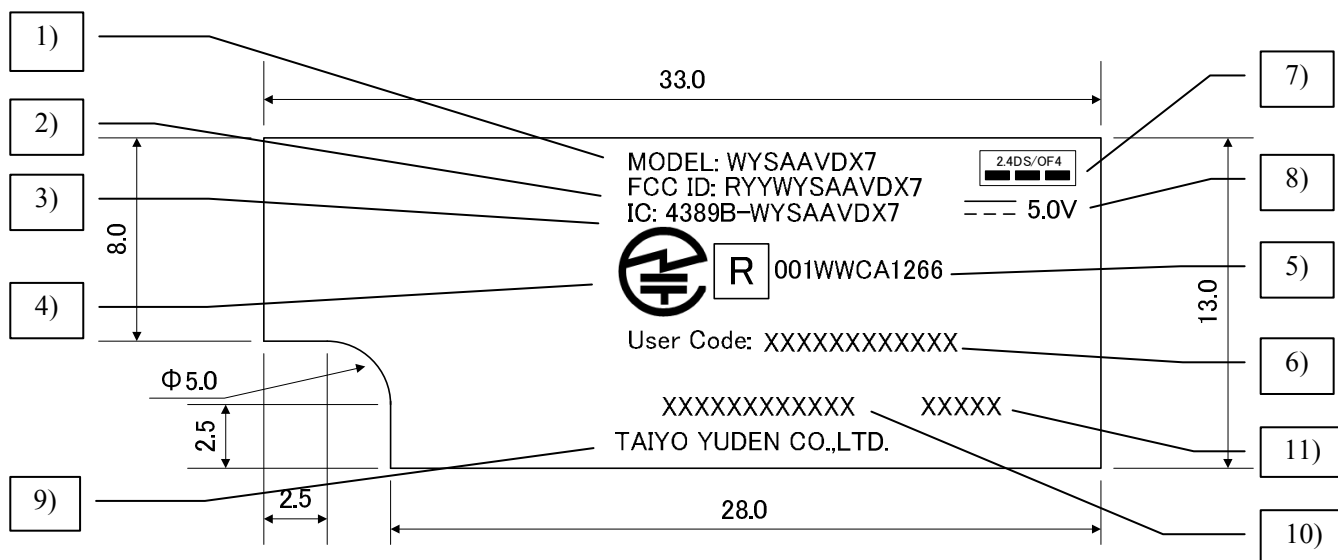 1)
33.0
7)
2)
MODEL: WYSAAVDX7
2.4DS/OF4
FCC ID: RYYWYSAAVDX7
8)
3)
IC: 4389B-WYSAAVDX7
5.0V
8.0
R 001WWCA1266
5)
4)
13.0
User Code: XXXXXXXXXXXX
6)
Φ5.0
XXXXXXXXXXXX XXXXX
2.5
TAIYO YUDEN CO.,LTD.
11)
9)
2.5
28.0
10)